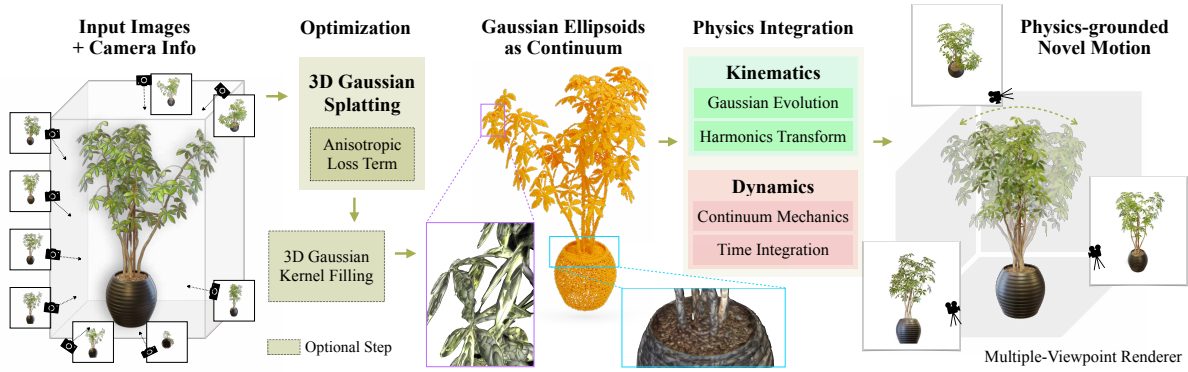 Input Images
+ Camera Info
Optimization
3D Gaussian
Splatting
Anisotropic
Loss Term
3D Gaussian
Kernel Filling
Optional Step
Gaussian Ellipsoids
as Continuum
Physics Integration
Kinematics
Gaussian Evolution
Harmonics Transform
Dynamics
Continuum Mechanics
Time Integration
Physics-grounded
Novel Motion
Multiple-Viewpoint Renderer